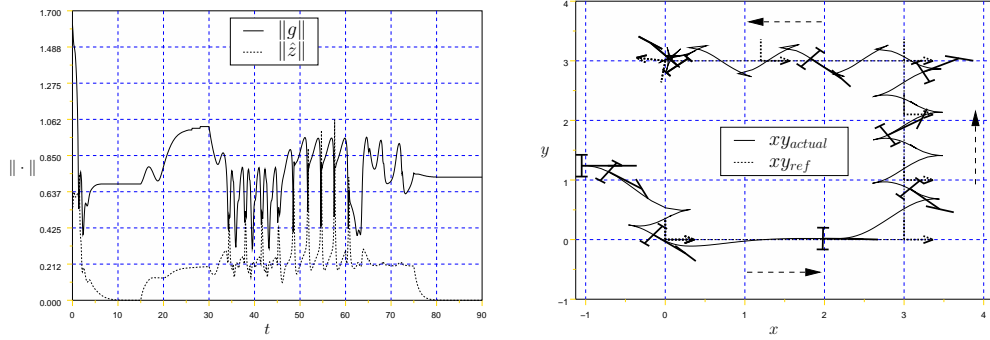 1.700
1.488
1.275
1.062
0.850
0.637
0.425
0.212
0.000
‖ · ‖
‖g‖
‖ẑ‖
0 10 20 30 40 50 60 70 80 90
t
4
3
2
1
0
−1
y
xy_actual
xy_ref
−1 0 1 2 3 4
x